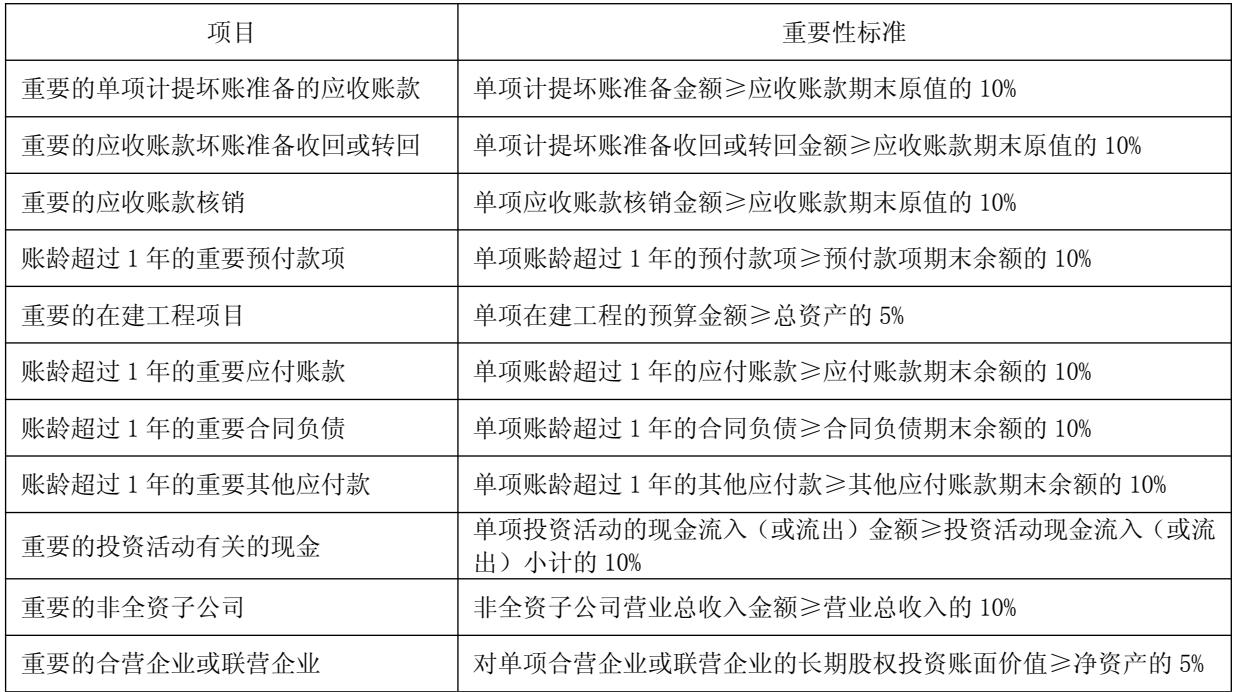 项目 重要性标准
重要的单项计提坏账准备的应收账款 单项计提坏账准备金额≥应收账款期末原值的 10%
重要的应收账款坏账准备收回或转回 单项计提坏账准备收回或转回金额≥应收账款期末原值的 10%
重要的应收账款核销 单项应收账款核销金额≥应收账款期末原值的 10%
账龄超过 1 年的重要预付款项 单项账龄超过 1 年的预付款项≥预付款项期末余额的 10%
重要的在建工程项目 单项在建工程的预算金额≥总资产的 5%
账龄超过 1 年的重要应付账款 单项账龄超过 1 年的应付账款≥应付账款期末余额的 10%
账龄超过 1 年的重要合同负债 单项账龄超过 1 年的合同负债≥合同负债期末余额的 10%
账龄超过 1 年的重要其他应付款 单项账龄超过 1 年的其他应付款≥其他应付账款期末余额的 10%
重要的投资活动有关的现金 单项投资活动的现金流入（或流出）金额≥投资活动现金流入（或流
出）小计的 10%
重要的非全资子公司 非全资子公司营业总收入金额≥营业总收入的 10%
重要的合营企业或联营企业 对单项合营企业或联营企业的长期股权投资账面价值≥净资产的 5%